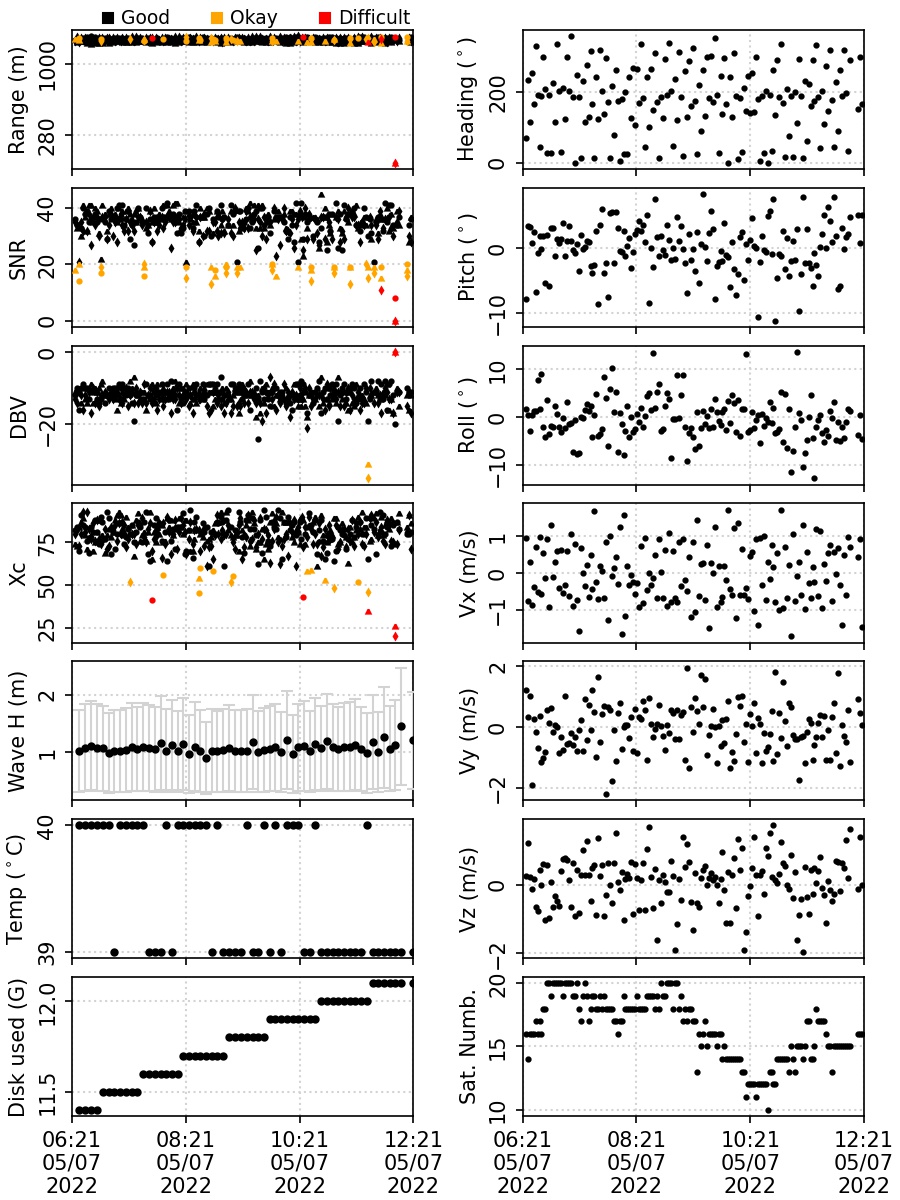 Good Okay Difficult
Range (m)
1000
280
Heading (°)
200
0
SNR
40
20
0
Pitch (°)
0
−10
DBV
0
−20
Roll (°)
10
0
−10
Xc
75
50
25
Vx (m/s)
1
0
−1
Wave H (m)
2
1
Vy (m/s)
2
0
−2
Temp (°C)
40
39
Vz (m/s)
0
−2
Disk used (G)
12.0
11.5
Sat. Numb.
20
15
10
06:21 08:21 10:21 12:21
05/07 05/07 05/07 05/07
2022 2022 2022 2022
06:21 08:21 10:21 12:21
05/07 05/07 05/07 05/07
2022 2022 2022 2022